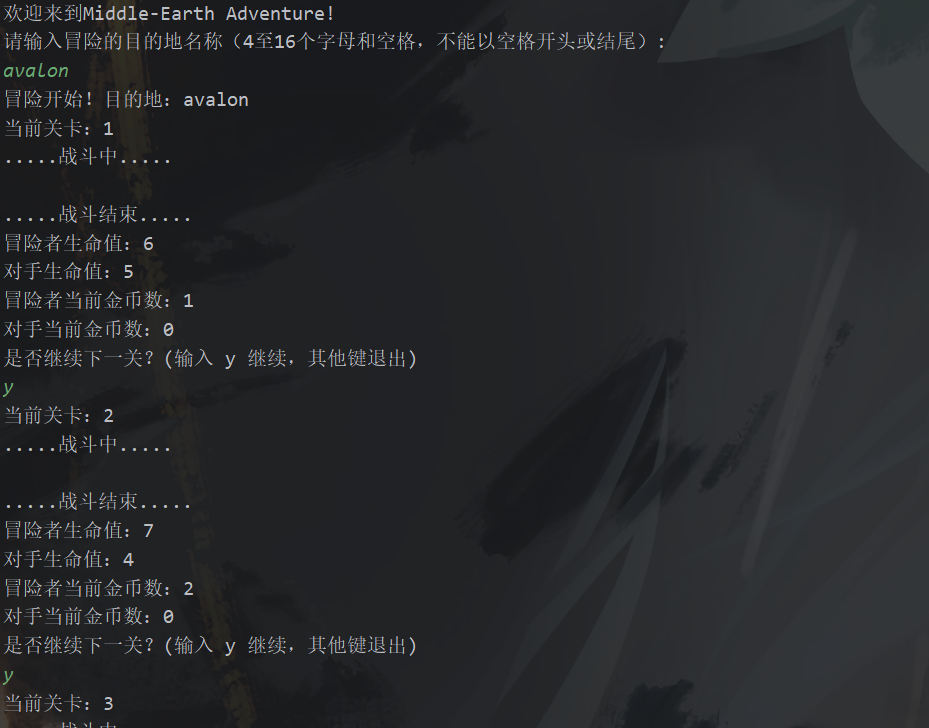 欢迎来到Middle-Earth Adventure!
请输入冒险的目的地名称（4至16个字母和空格，不能以空格开头或结尾）:
avalon
冒险开始! 目的地: avalon
当前关卡: 1
.....战斗中.....
.....战斗结束.....
冒险者生命值: 6
对手生命值: 5
冒险者当前金币数: 1
对手当前金币数: 0
是否继续下一关? (输入 y 继续, 其他键退出)
y
当前关卡: 2
.....战斗中.....
.....战斗结束.....
冒险者生命值: 7
对手生命值: 4
冒险者当前金币数: 2
对手当前金币数: 0
是否继续下一关? (输入 y 继续, 其他键退出)
y
当前关卡: 3